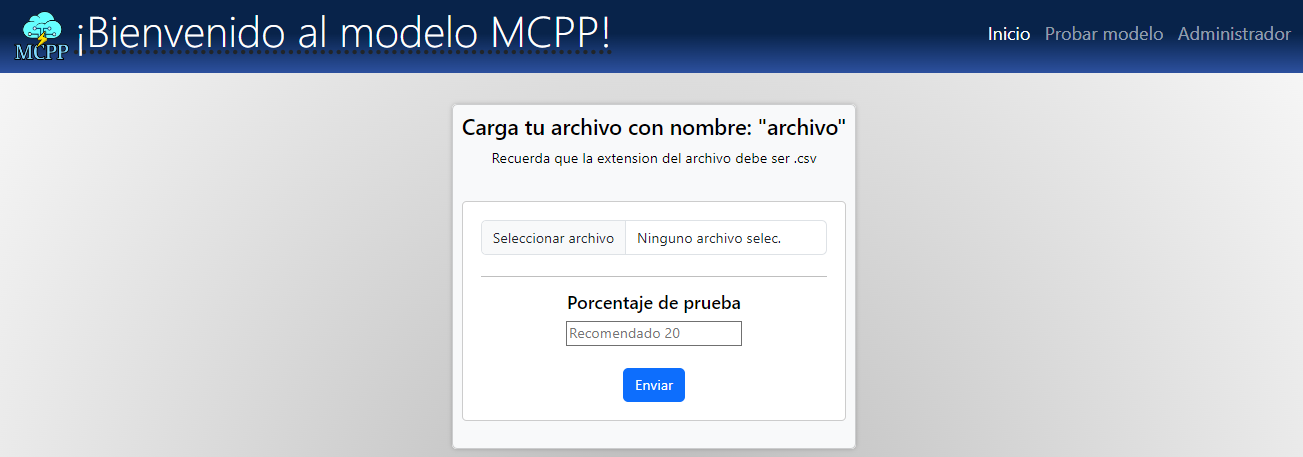 MCPP
¡Bienvenido al modelo MCPP!
Inicio Probar modelo Administrador
Carga tu archivo con nombre: "archivo"
Recuerda que la extension del archivo debe ser .csv
Seleccionar archivo Ninguno archivo selec.
Porcentaje de prueba
Recomendado 20
Enviar